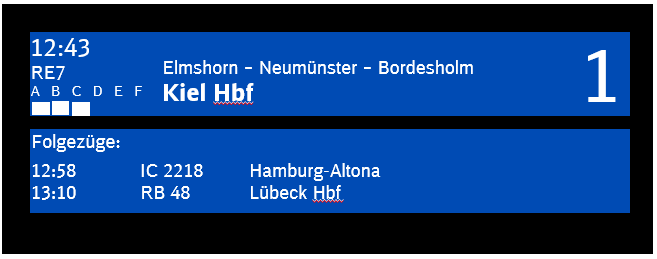 12:43
RE7
A B C D E F
Elmshorn – Neumünster – Bordesholm
Kiel Hbf
1
Folgezüge:
12:58 IC 2218 Hamburg-Altona
13:10 RB 48 Lübeck Hbf